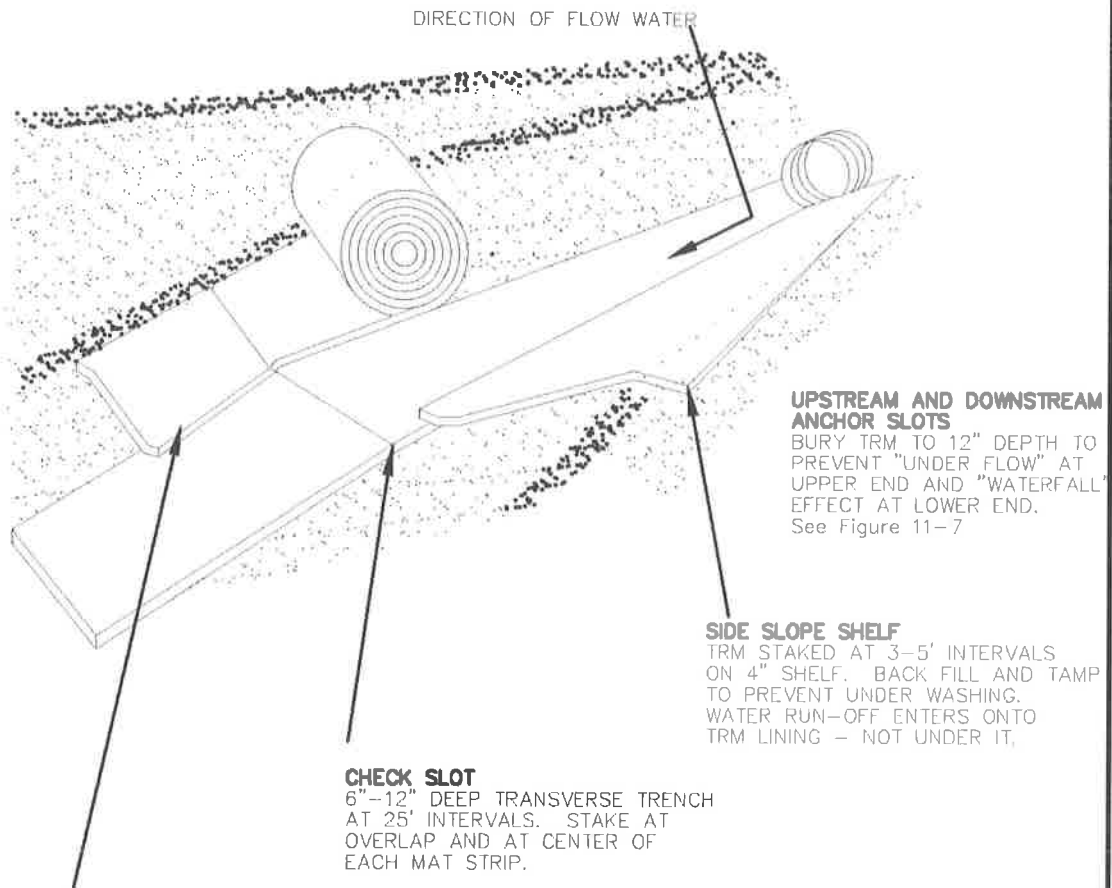 DIRECTION OF FLOW WATER
UPSTREAM AND DOWNSTREAM
ANCHOR SLOTS
BURY TRM TO 12" DEPTH TO
PREVENT "UNDER FLOW" AT
UPPER END AND "WATERFALL"
EFFECT AT LOWER END.
See Figure 11-7
SIDE SLOPE SHELF
TRM STAKED AT 3-5' INTERVALS
ON 4" SHELF. BACK FILL AND TAMP
TO PREVENT UNDER WASHING.
WATER RUN-OFF ENTERS ONTO
TRM LINING - NOT UNDER IT.
CHECK SLOT
6"-12" DEEP TRANSVERSE TRENCH
AT 25' INTERVALS. STAKE AT
OVERLAP AND AT CENTER OF
EACH MAT STRIP.